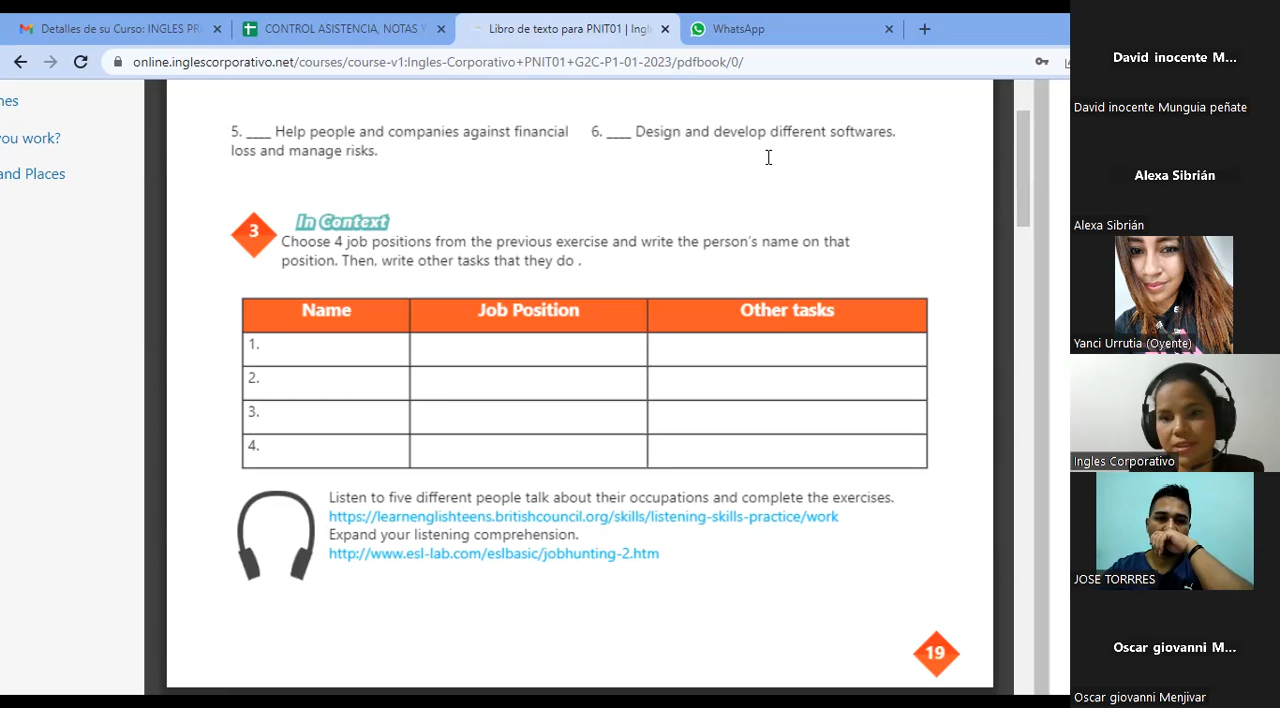 Detalles de su Curso: INGLES PRI
CONTROL ASISTENCIA, NOTAS Y
Libro de texto para PNIT01 | Ingl
WhatsApp
online.inglescorporativo.net/courses/course-v1:Ingles-Corporativo+PNIT01+G2C-P1-01-2023/pdfbook/0/
nes
you work?
and Places
5. ____ Help people and companies against financial
loss and manage risks.
6. ____ Design and develop different softwares.
3
In Context
Choose 4 job positions from the previous exercise and write the person's name on that
position. Then, write other tasks that they do .
Name Job Position Other tasks
1.
2.
3.
4.
Listen to five different people talk about their occupations and complete the exercises.
https://learnenglishteens.britishcouncil.org/skills/listening-skills-practice/work
Expand your listening comprehension.
http://www.esl-lab.com/eslbasic/jobhunting-2.htm
19
David inocente M...
David inocente Munguia peñate
Alexa Sibrián
Alexa Sibrián
Yanci Urrutia (Oyente)
Ingles Corporativo
JOSE TORRRES
Oscar giovanni M...
Oscar giovanni Menjivar